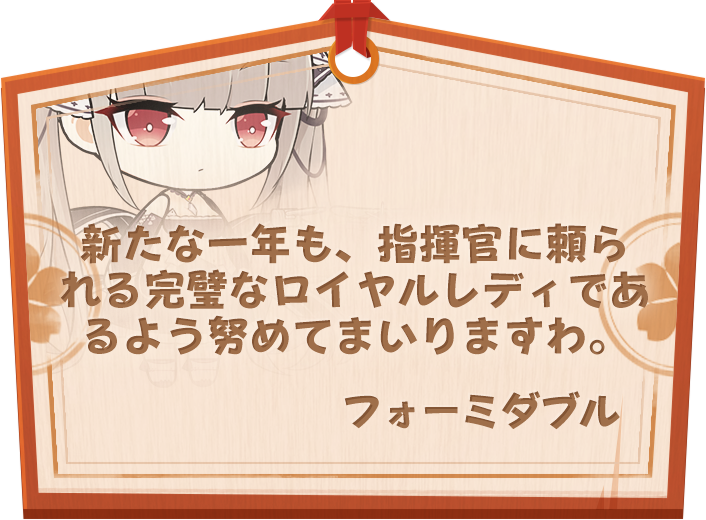 新たな一年も、指揮官に頼ら
れる完璧なロイヤルレディであ
るよう努めてまいりますわ。
フォーミダブル